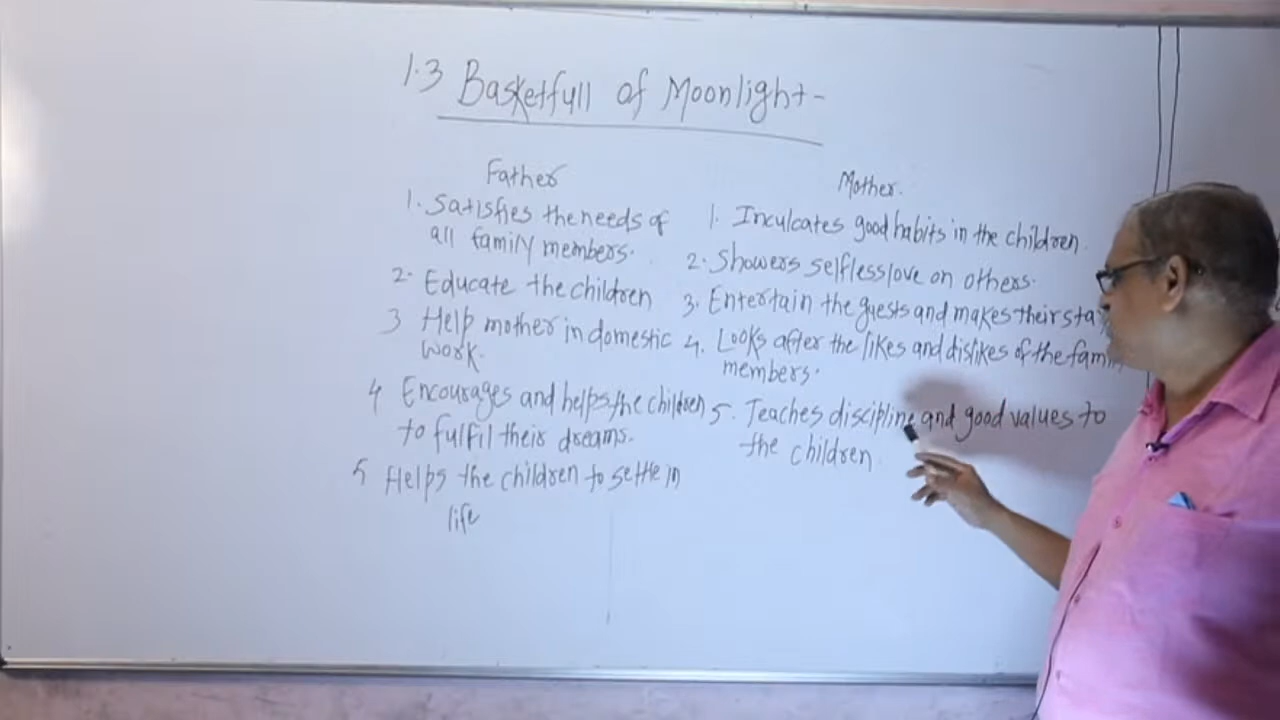 1.3 Basketfull of Moonlight-
Father
1. Satisfies the needs of
all family members.
2. Educate the children
3 Help mother in domestic
work.
4 Encourages and helps the children
to fulfil their dreams.
5 Helps the children to settle in
life
Mother.
1. Inculcates good habits in the children.
2. Showers selfless love on others.
3. Entertain the guests and makes their
4. Looks after the likes and dislikes of the
members.
5. Teaches discipline and good values to
the children